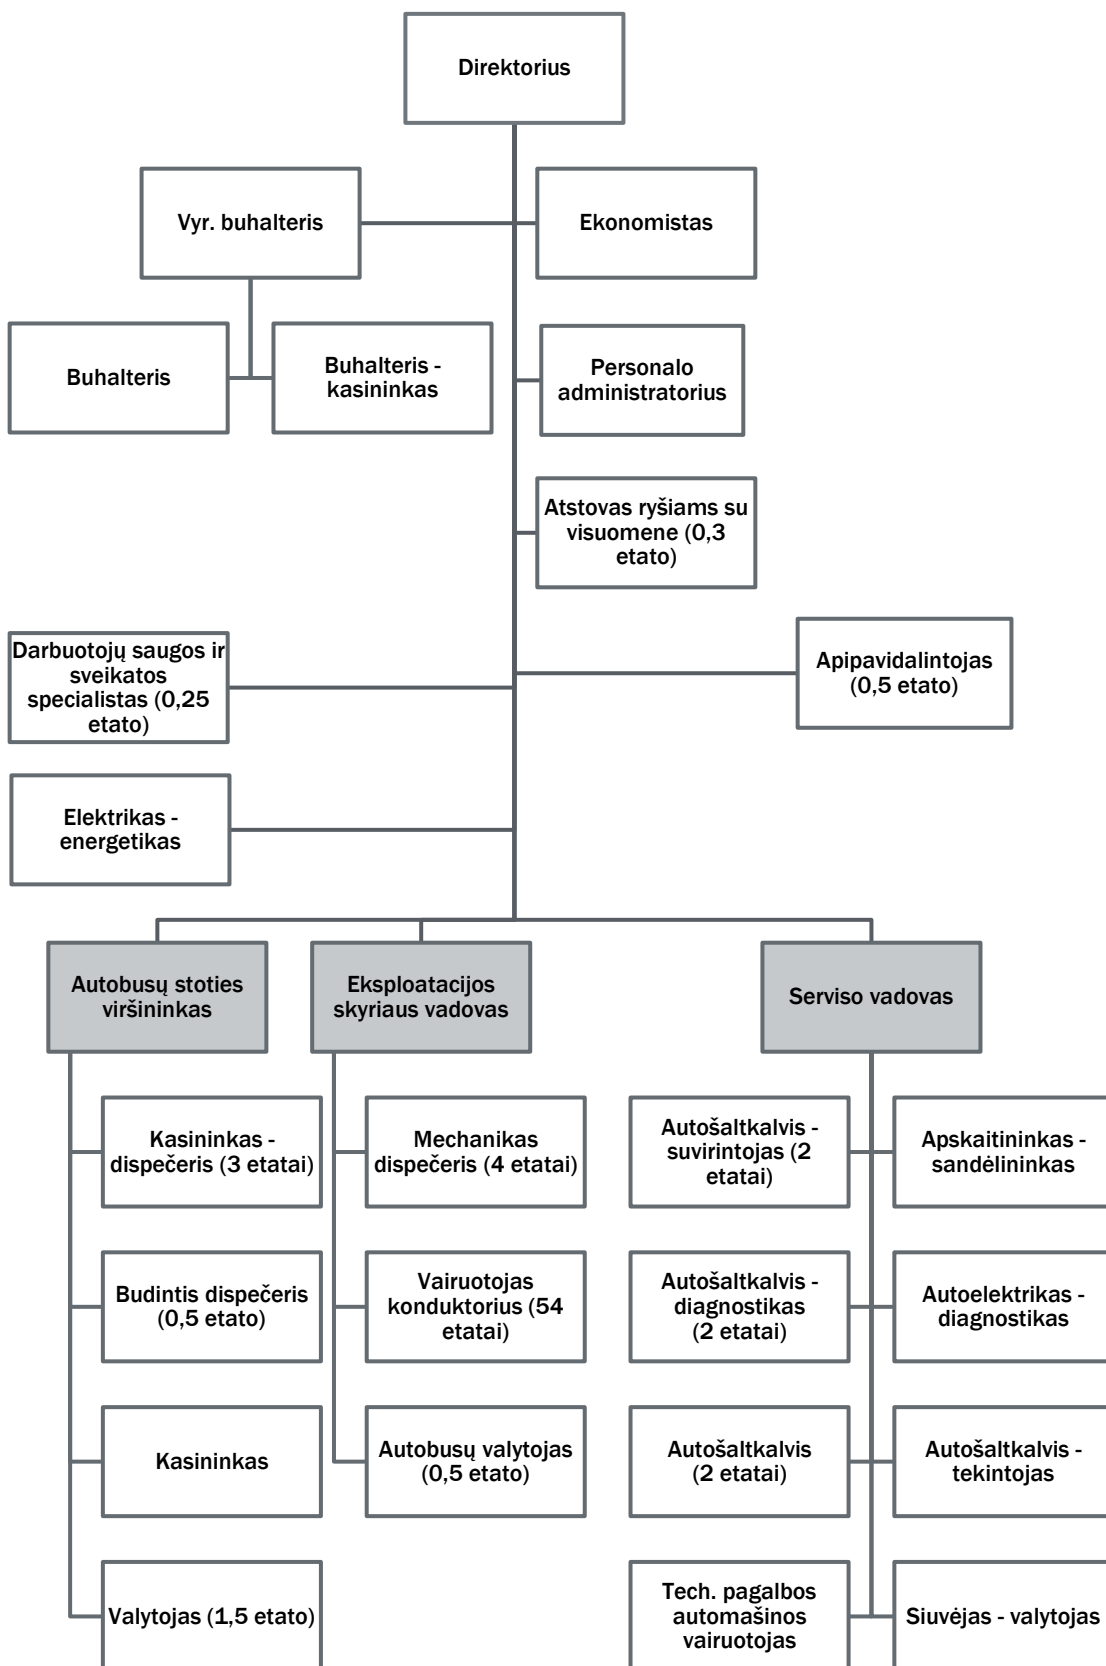 Direktorius
Vyr. buhalteris
Ekonomistas
Buhalteris
Buhalteris -
kasininkas
Personalo
administratorius
Atstovas ryšiams su
visuomene (0,3
etato)
Darbuotojų saugos ir
sveikatos
specialistas (0,25
etato)
Apipavidalintojas
(0,5 etato)
Elektrikas -
energetikas
Autobusų stoties
viršininkas
Eksploatacijos
skyriaus vadovas
Serviso vadovas
Kasininkas -
dispečeris (3 etatai)
Mechanikas
dispečeris (4 etatai)
Autošaltkalvis -
suvirintojas (2
etatai)
Apskaitininkas -
sandėlininkas
Budintis dispečeris
(0,5 etato)
Vairuotojas
konduktorius (54
etatai)
Autošaltkalvis -
diagnostikas
(2 etatai)
Autoelektrikas -
diagnostikas
Kasininkas
Autobusų valytojas
(0,5 etato)
Autošaltkalvis
(2 etatai)
Autošaltkalvis -
tekintojas
Valytojas (1,5 etato)
Tech. pagalbos
automašinos
vairuotojas
Siuvėjas - valytojas